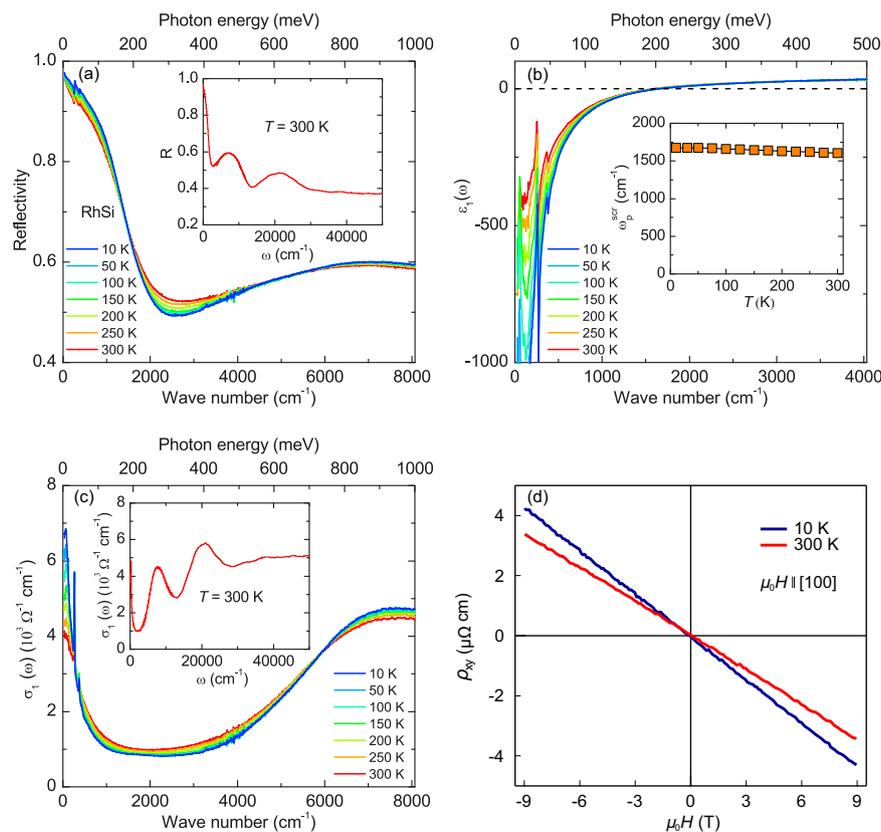 Photon energy (meV)
0 200 400 600 800 1000
(a)
1.0
0.8
0.6
0.4
Reflectivity
1.0
0.8
0.6
0.4
0.2
R
T = 300 K
0 20000 40000
ω (cm-1)
RhSi
10 K
50 K
100 K
150 K
200 K
250 K
300 K
0 2000 4000 6000 8000
Wave number (cm-1)
Photon energy (meV)
0 100 200 300 400 500
(b)
0
-500
-1000
ε1(ω)
2000
1750
1500
500
250
0
ωpscr (cm-1)
0 100 200 300
T (K)
10 K
50 K
100 K
150 K
200 K
250 K
300 K
0 1000 2000 3000 4000
Wave number (cm-1)
Photon energy (meV)
0 200 400 600 800 1000
(c)
8
6
4
2
0
σ1 (ω) (10³ Ω-1 cm-1)
8
6
4
2
0
σ1 (ω) (10³ Ω-1 cm-1)
T = 300 K
0 20000 40000
ω (cm-1)
10 K
50 K
100 K
150 K
200 K
250 K
300 K
0 2000 4000 6000 8000
Wave number (cm-1)
(d)
4
2
0
-2
-4
ρxy (μΩ cm)
10 K
300 K
μ0H ∥ [100]
-9 -6 -3 0 3 6 9
μ0H (T)